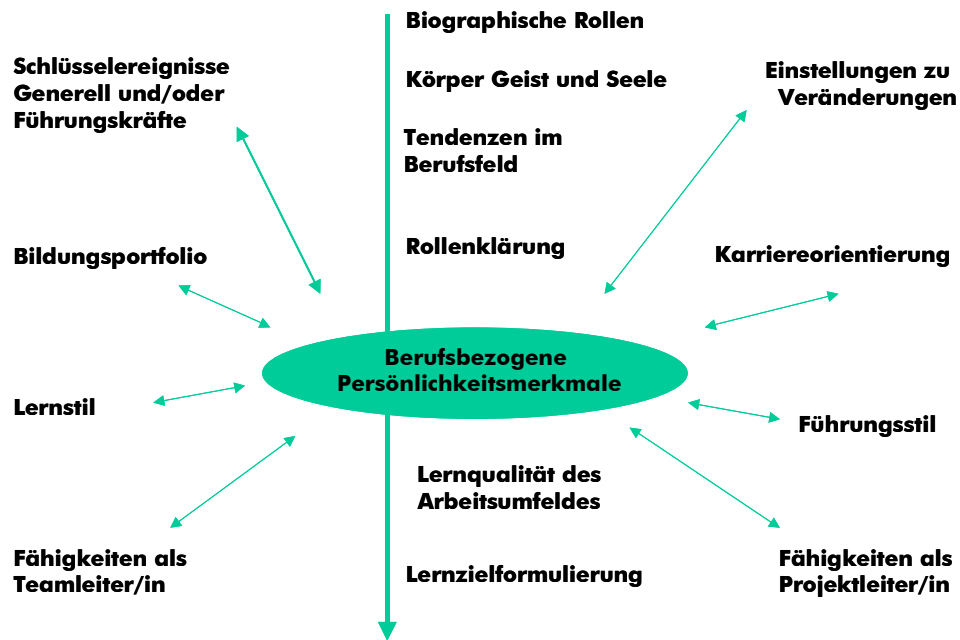 Biographische Rollen
Schlüsselereignisse
Generell und/oder
Führungskräfte
Körper Geist und Seele
Einstellungen zu
Veränderungen
Tendenzen im
Berufsfeld
Bildungsportfolio
Rollenklärung
Karriereorientierung
Berufsbezogene
Persönlichkeitsmerkmale
Lernstil
Führungsstil
Lernqualität des
Arbeitsumfeldes
Fähigkeiten als
Teamleiter/in
Lernzielformulierung
Fähigkeiten als
Projektleiter/in